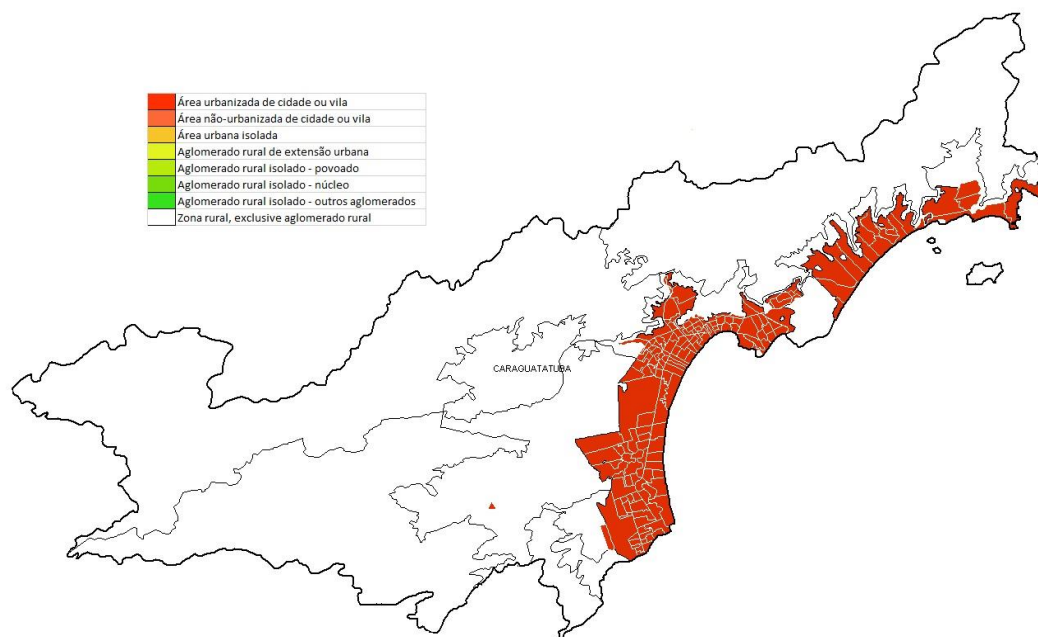 Área urbanizada de cidade ou vila
Área não-urbanizada de cidade ou vila
Área urbana isolada
Aglomerado rural de extensão urbana
Aglomerado rural isolado - povoado
Aglomerado rural isolado - núcleo
Aglomerado rural isolado - outros aglomerados
Zona rural, exclusive aglomerado rural
CARAGUATATUBA